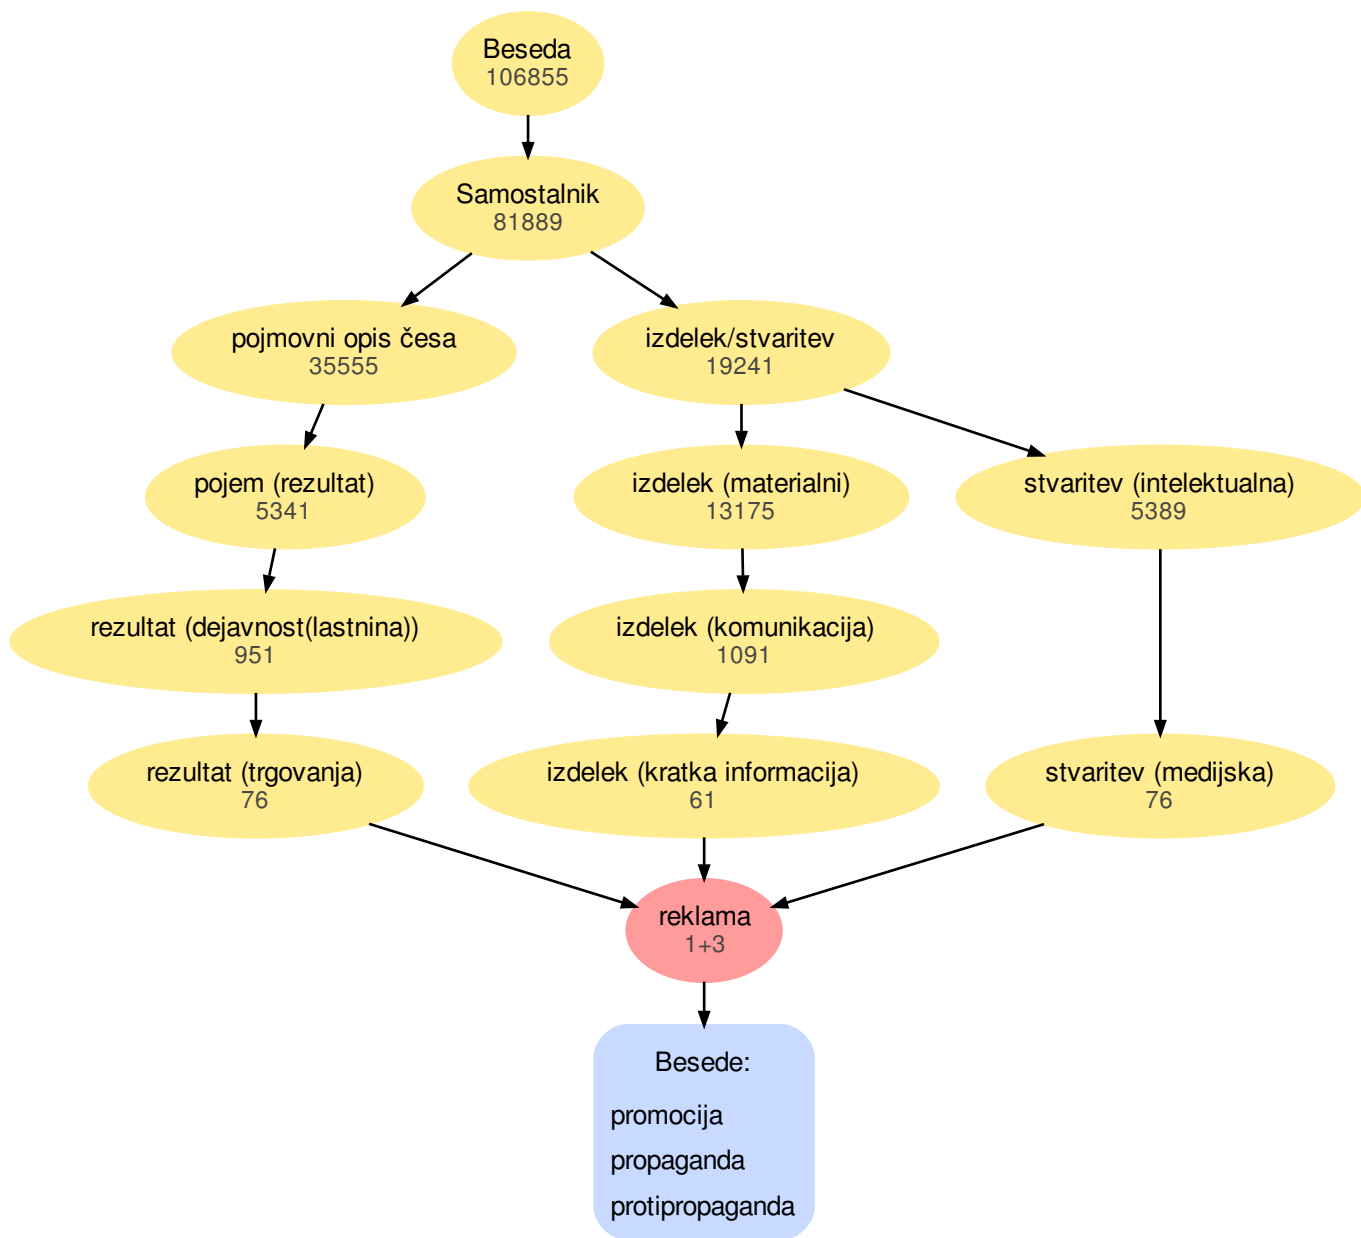 Beseda
106855
Samostalnik
81889
pojmovni opis česa
35555
izdelek/stvaritev
19241
pojem (rezultat)
5341
izdelek (materialni)
13175
stvaritev (intelektualna)
5389
rezultat (dejavnost(lastnina))
951
izdelek (komunikacija)
1091
rezultat (trgovanja)
76
izdelek (kratka informacija)
61
stvaritev (medijska)
76
reklama
1+3
Besede:
promocija
propaganda
protipropaganda